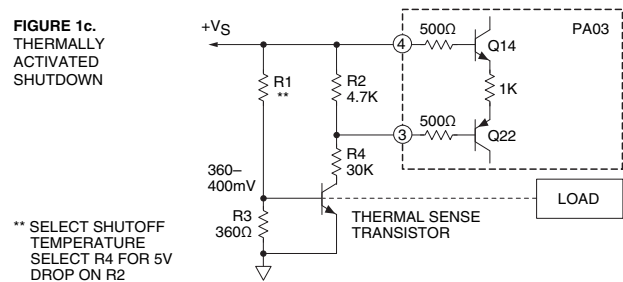 FIGURE 1c.
THERMALLY
ACTIVATED
SHUTDOWN
+VS
R1
**
R2
4.7K
4
500Ω
Q14
PA03
1K
3
500Ω
Q22
R4
30K
360–
400mV
R3
360Ω
THERMAL SENSE
TRANSISTOR
LOAD
** SELECT SHUTOFF
TEMPERATURE
SELECT R4 FOR 5V
DROP ON R2